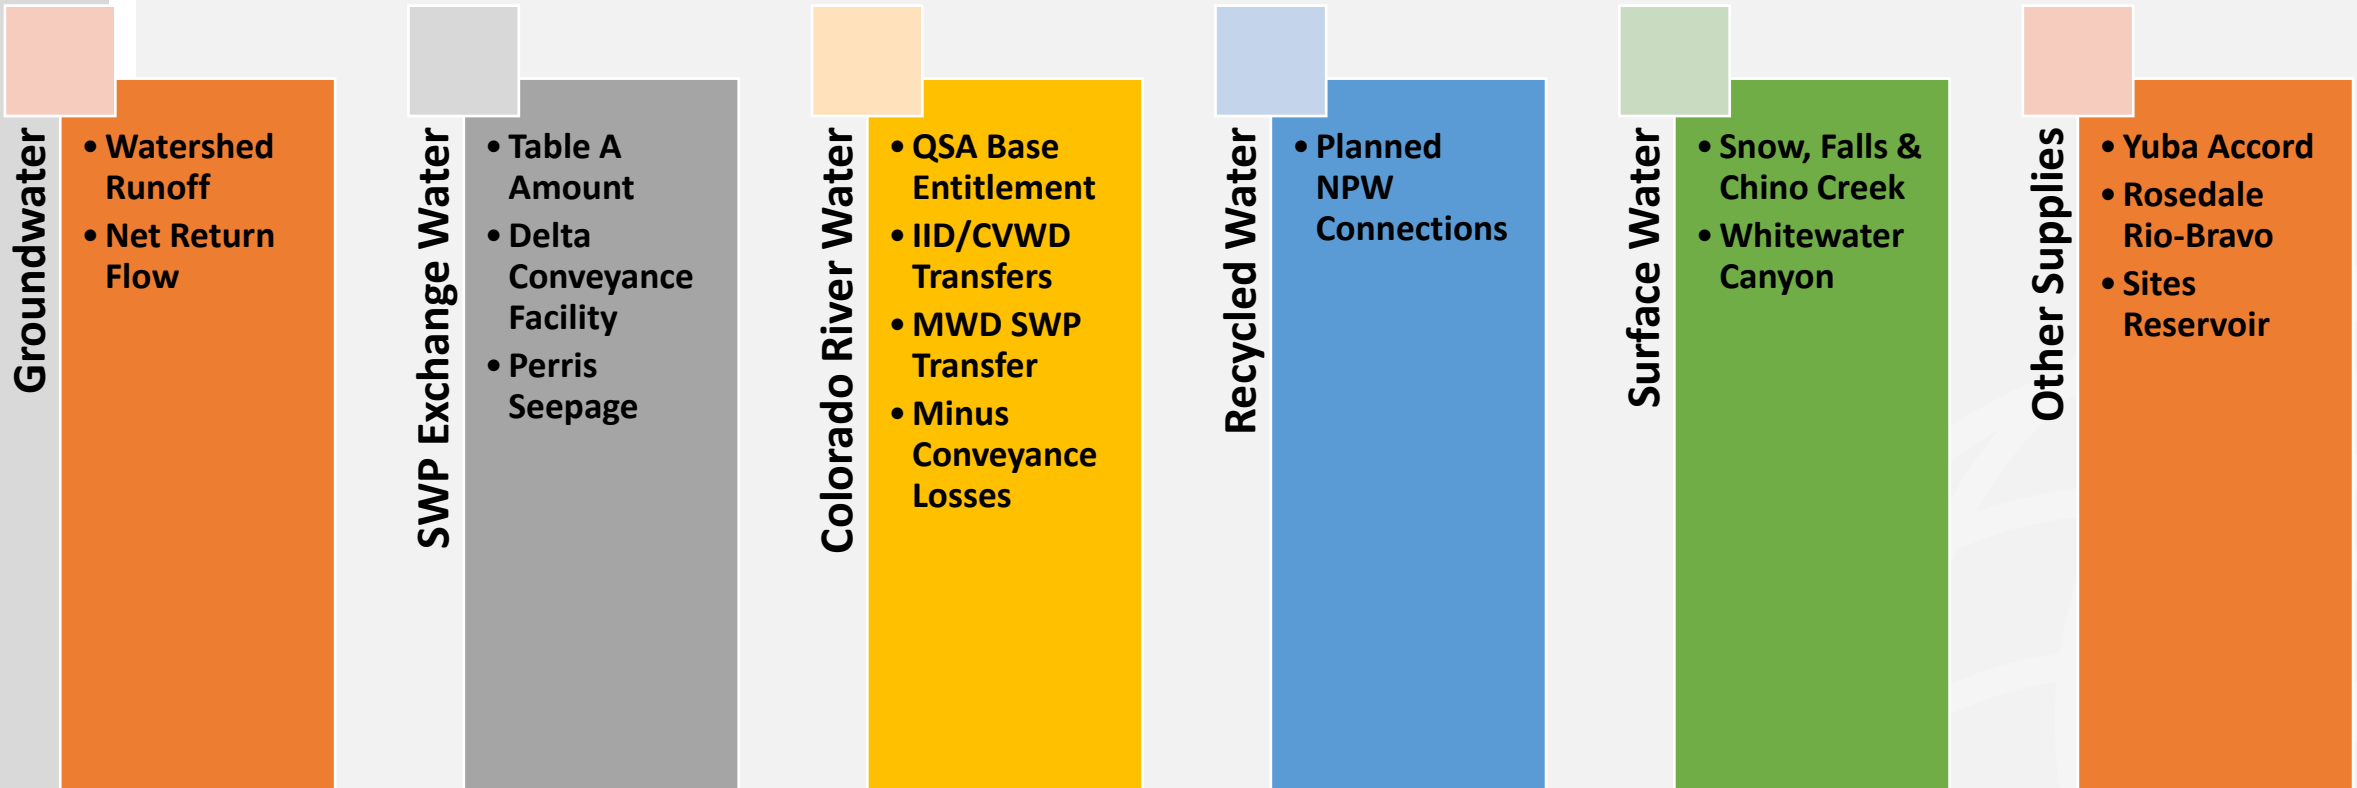 Groundwater
• Watershed
Runoff
• Net Return
Flow
SWP Exchange Water
• Table A
Amount
• Delta
Conveyance
Facility
• Perris
Seepage
Colorado River Water
• QSA Base
Entitlement
• IID/CVWD
Transfers
• MWD SWP
Transfer
• Minus
Conveyance
Losses
Recycled Water
• Planned
NPW
Connections
Surface Water
• Snow, Falls &
Chino Creek
• Whitewater
Canyon
Other Supplies
• Yuba Accord
• Rosedale
Rio-Bravo
• Sites
Reservoir